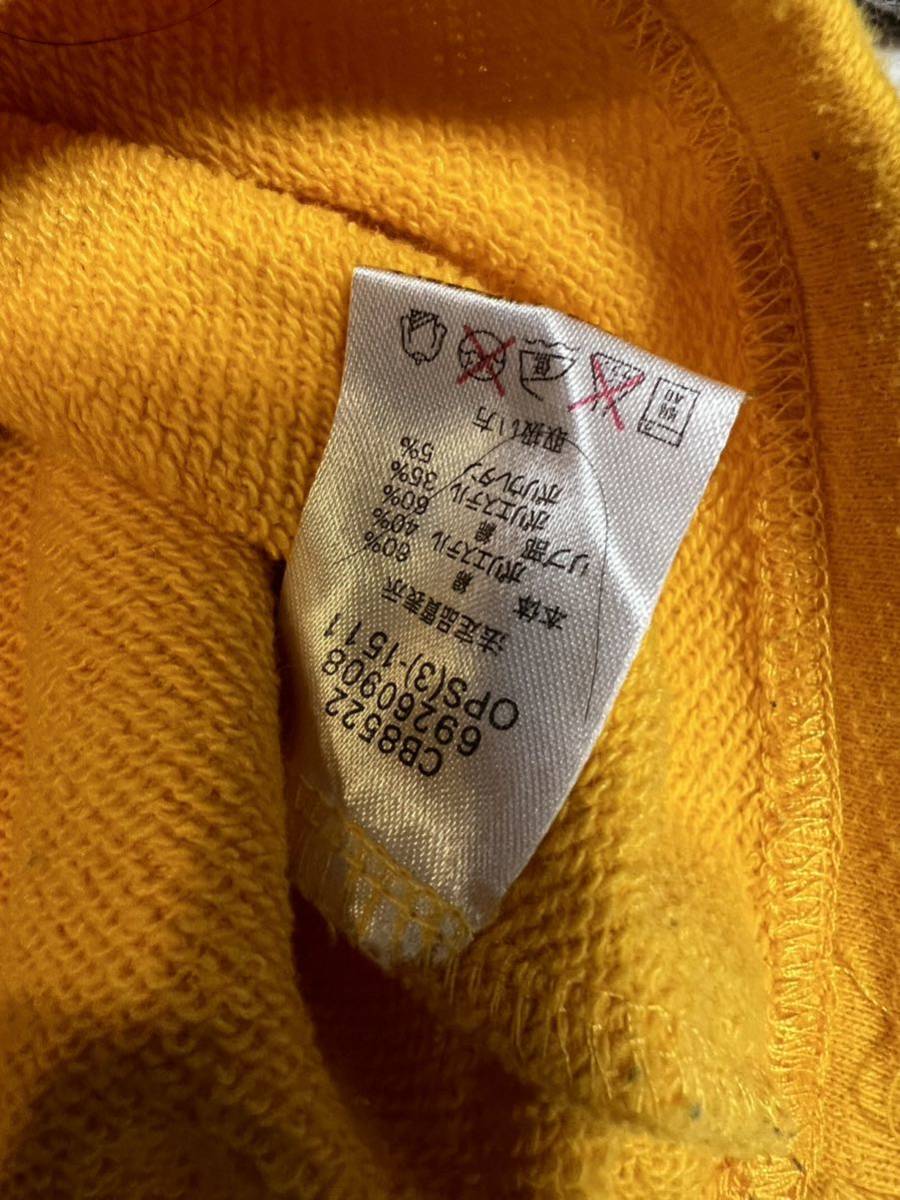 CB8522
69260908
OPS(3)-1511
法定品質表示
本体
綿 60%
ポリエステル 40%
リブ部
綿 60%
ポリエステル 35%
ポリウレタン 5%
取扱い方
低